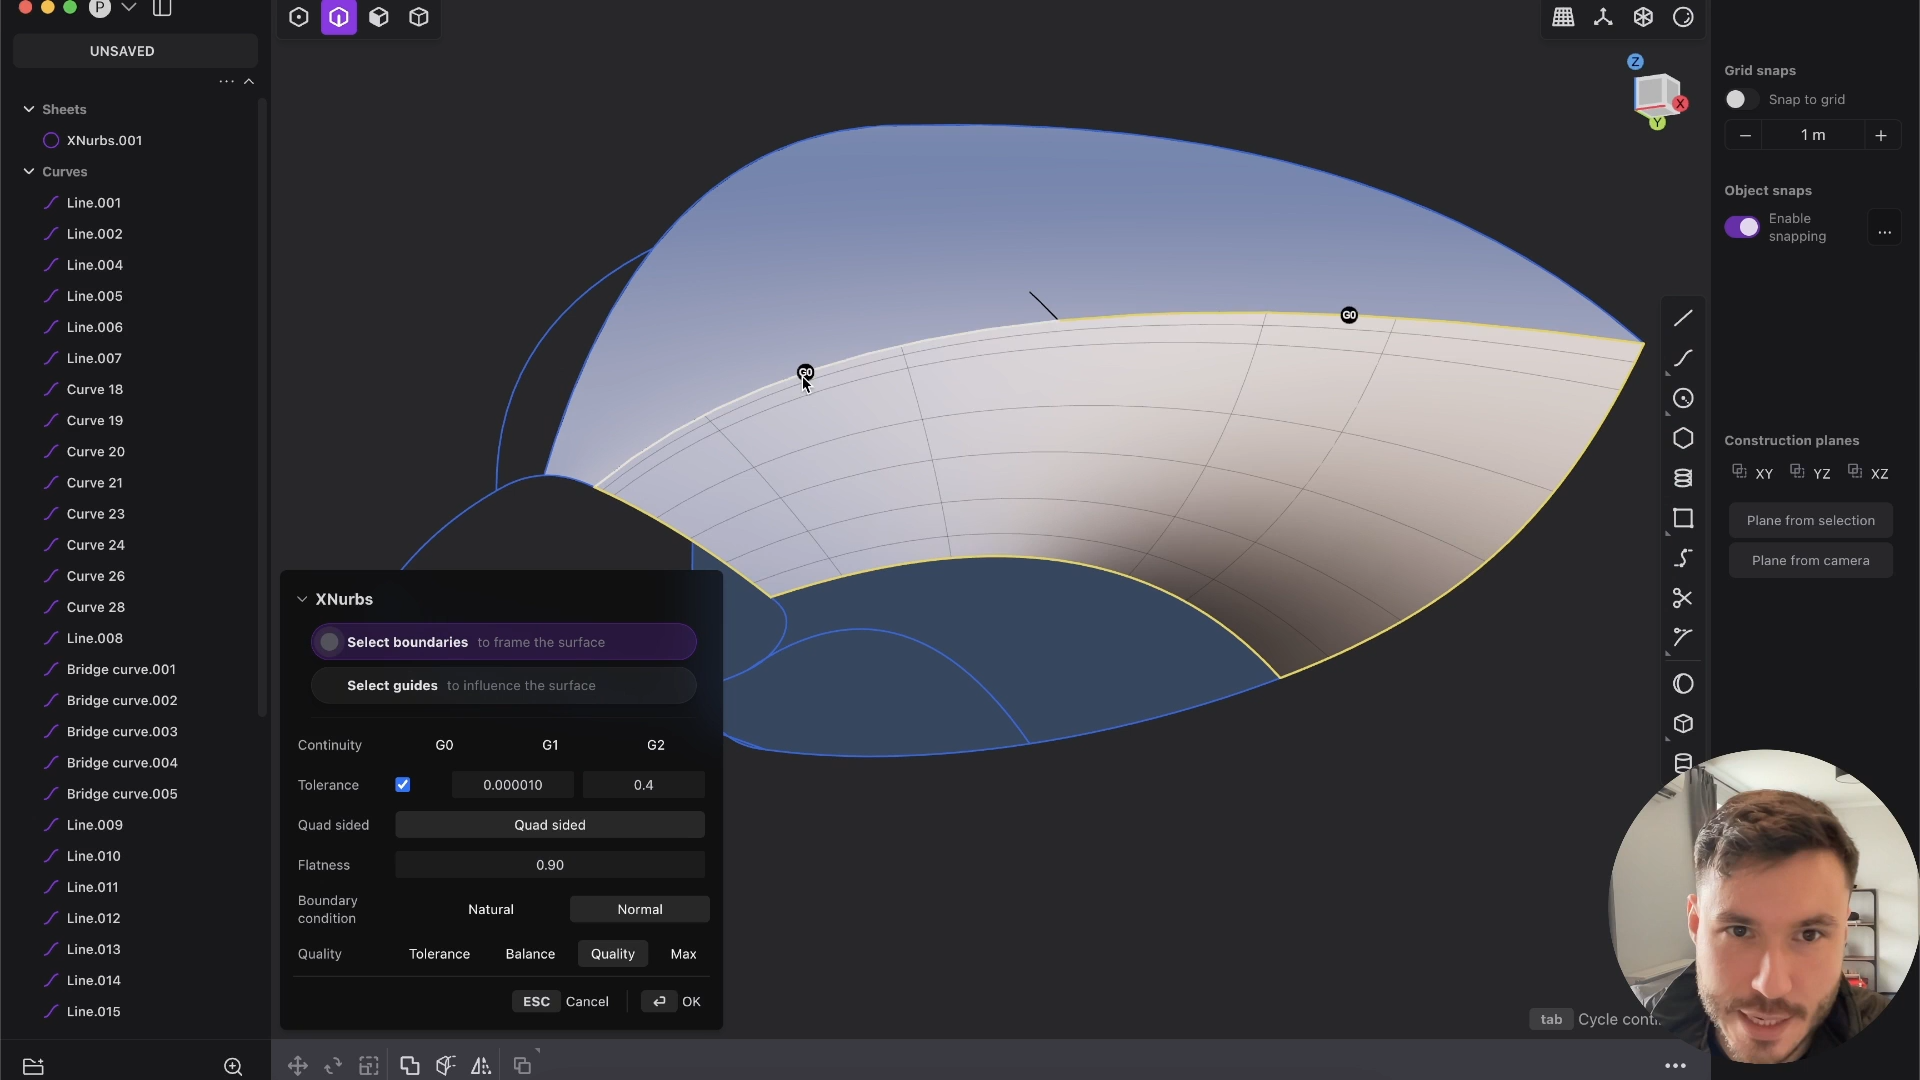 P
UNSAVED
Sheets
XNurbs.001
Curves
Line.001
Line.002
Line.004
Line.005
Line.006
Line.007
Curve 18
Curve 19
Curve 20
Curve 21
Curve 23
Curve 24
Curve 26
Curve 28
Line.008
Bridge curve.001
Bridge curve.002
Bridge curve.003
Bridge curve.004
Bridge curve.005
Line.009
Line.010
Line.011
Line.012
Line.013
Line.014
Line.015
G0
G0
Z
X
Y
XNurbs
Select boundaries to frame the surface
Select guides to influence the surface
Continuity G0 G1 G2
Tolerance 0.000010 0.4
Quad sided Quad sided
Flatness 0.90
Boundary
condition Natural Normal
Quality Tolerance Balance Quality Max
ESC Cancel OK
Grid snaps
Snap to grid
1 m
Object snaps
Enable
snapping
...
Construction planes
XY YZ XZ
Plane from selection
Plane from camera
tab Cycle